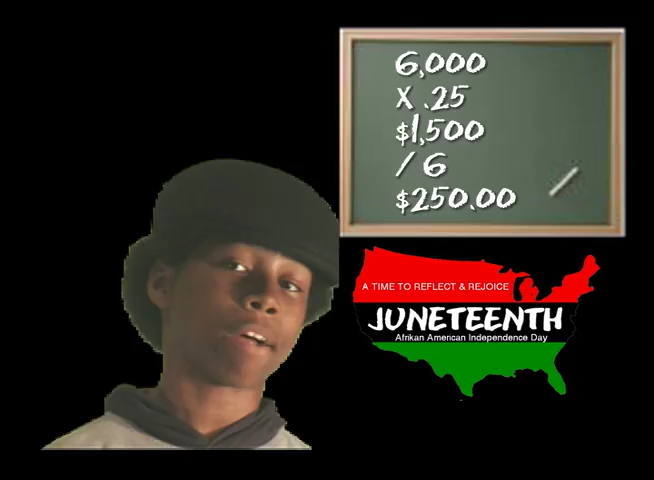 6,000
X .25
$1,500
/ 6
$250.00
A TIME TO REFLECT & REJOICE
JUNETEENTH
Afrikan American Independence Day